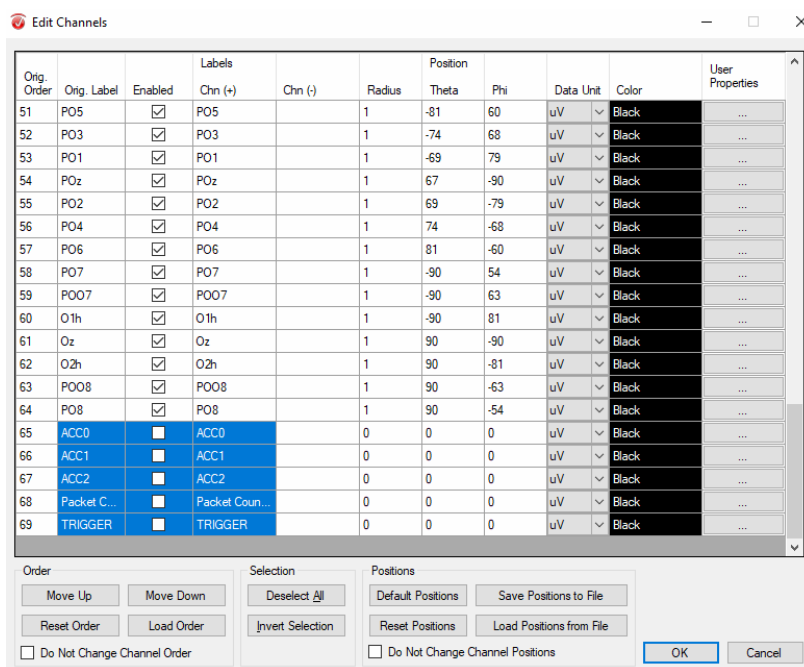 Edit Channels
Labels Position
Orig. Order Orig. Label Enabled Chn (+) Chn (-) Radius Theta Phi Data Unit Color User Properties
51 PO5 PO5 1 -81 60 uV Black ...
52 PO3 PO3 1 -74 68 uV Black ...
53 PO1 PO1 1 -69 79 uV Black ...
54 POz POz 1 67 -90 uV Black ...
55 PO2 PO2 1 69 -79 uV Black ...
56 PO4 PO4 1 74 -68 uV Black ...
57 PO6 PO6 1 81 -60 uV Black ...
58 PO7 PO7 1 -90 54 uV Black ...
59 POO7 POO7 1 -90 63 uV Black ...
60 O1h O1h 1 -90 81 uV Black ...
61 Oz Oz 1 90 -90 uV Black ...
62 O2h O2h 1 90 -81 uV Black ...
63 POO8 POO8 1 90 -63 uV Black ...
64 PO8 PO8 1 90 -54 uV Black ...
65 ACC0 ACC0 0 0 0 uV Black ...
66 ACC1 ACC1 0 0 0 uV Black ...
67 ACC2 ACC2 0 0 0 uV Black ...
68 Packet C... Packet Coun... 0 0 0 uV Black ...
69 TRIGGER TRIGGER 0 0 0 uV Black ...
Order Selection Positions
Move Up Move Down Deselect All Default Positions Save Positions to File
Reset Order Load Order Invert Selection Reset Positions Load Positions from File
Do Not Change Channel Order Do Not Change Channel Positions OK Cancel